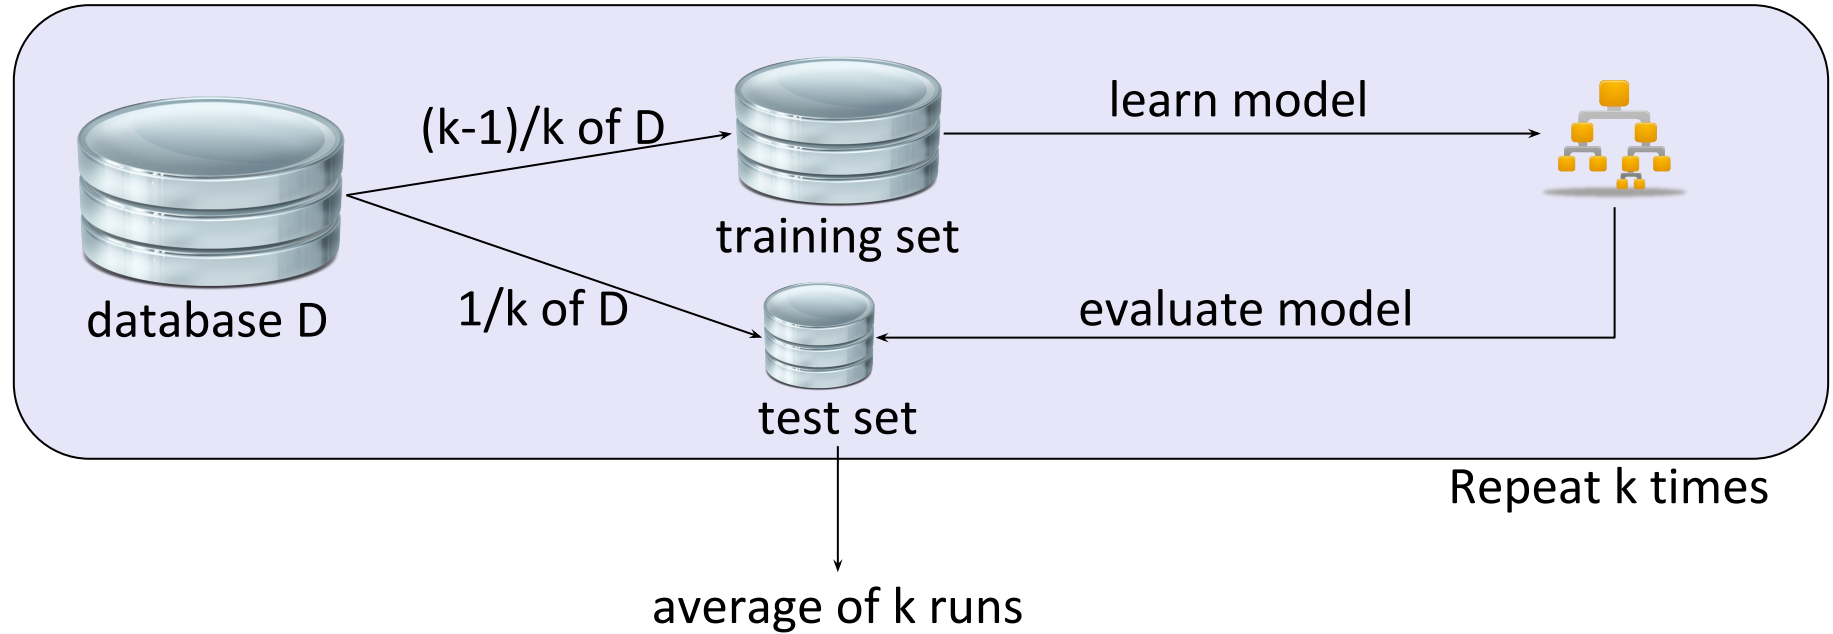 (k-1)/k of D
learn model
training set
database D
1/k of D
evaluate model
test set
Repeat k times
average of k runs